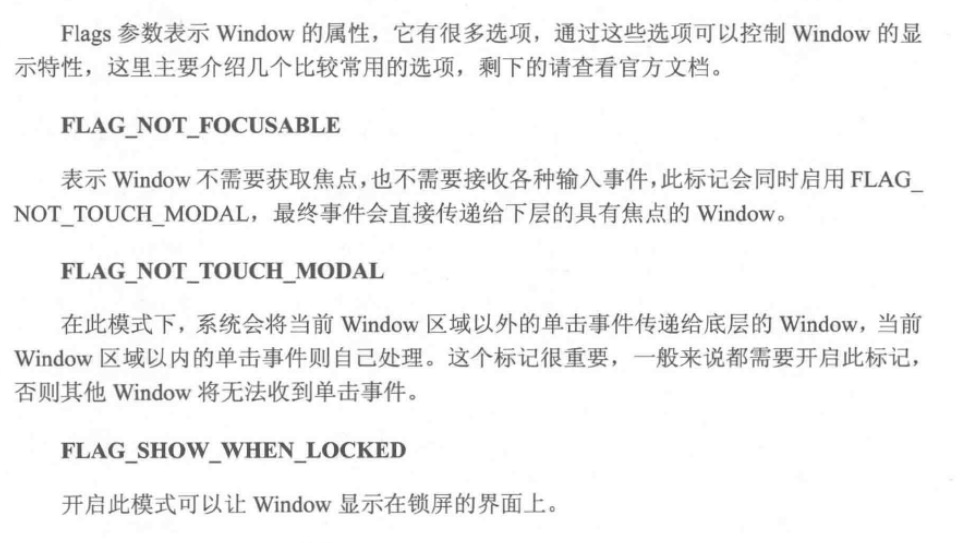 Flags 参数表示 Window 的属性，它有很多选项，通过这些选项可以控制 Window 的显
示特性，这里主要介绍几个比较常用的选项，剩下的请查看官方文档。
FLAG_NOT_FOCUSABLE
表示 Window 不需要获取焦点，也不需要接收各种输入事件，此标记会同时启用 FLAG_
NOT_TOUCH_MODAL，最终事件会直接传递给下层的具有焦点的 Window。
FLAG_NOT_TOUCH_MODAL
在此模式下，系统会将当前 Window 区域以外的单击事件传递给底层的 Window，当前
Window 区域以内的单击事件则自己处理。这个标记很重要，一般来说都需要开启此标记，
否则其他 Window 将无法收到单击事件。
FLAG_SHOW_WHEN_LOCKED
开启此模式可以让 Window 显示在锁屏的界面上。